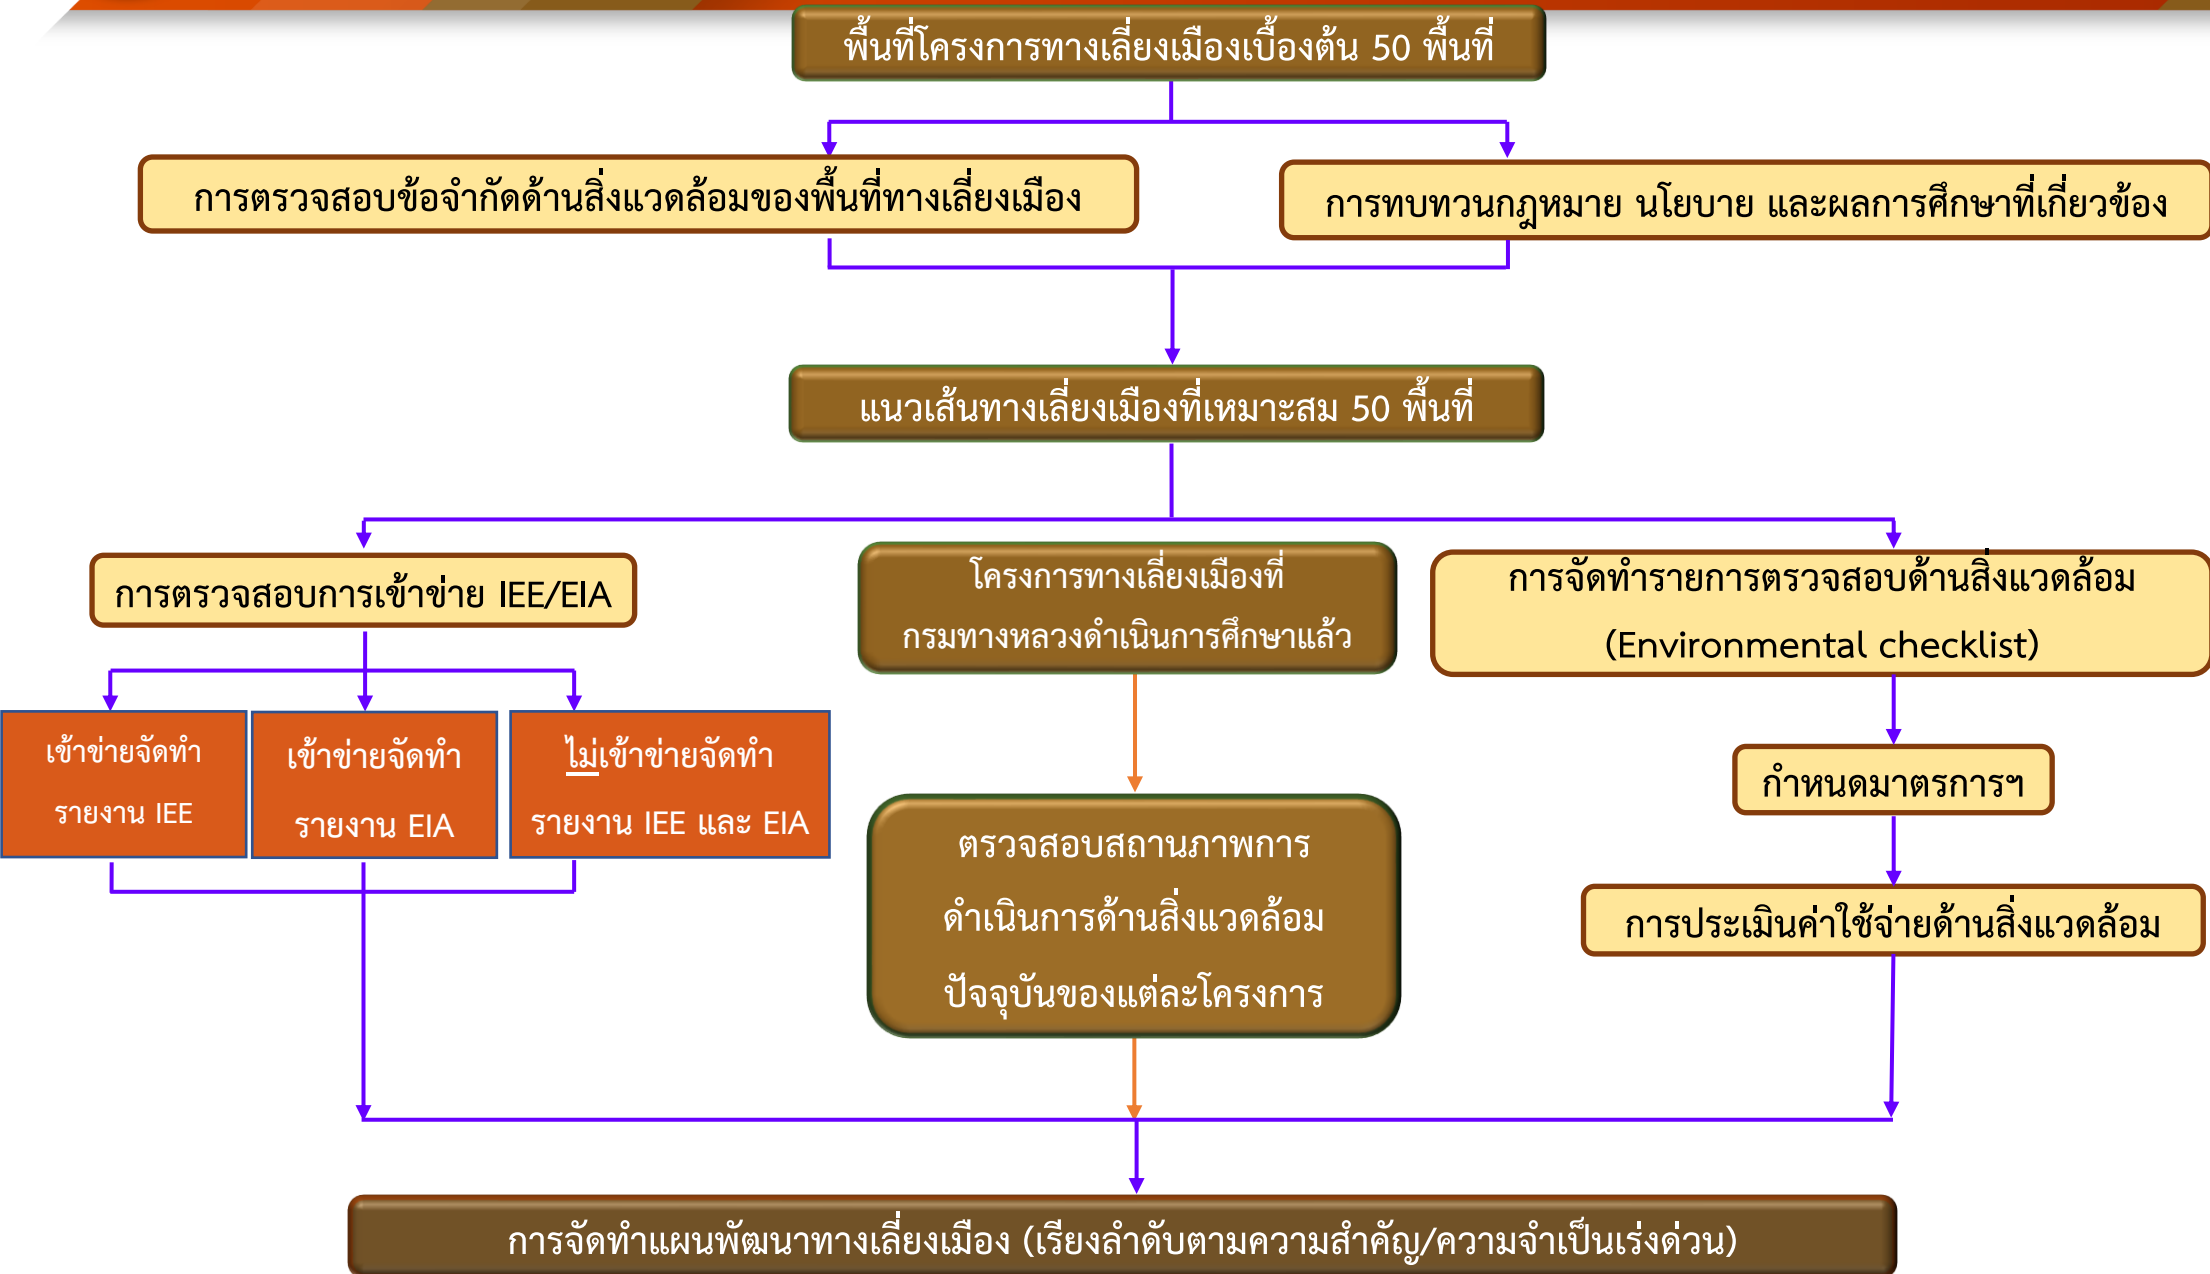 พื้นที่โครงการทางเลี่ยงเมืองเบื้องต้น 50 พื้นที่
การตรวจสอบข้อจำกัดด้านสิ่งแวดล้อมของพื้นที่ทางเลี่ยงเมือง
การทบทวนกฎหมาย นโยบาย และผลการศึกษาที่เกี่ยวข้อง
แนวเส้นทางเลี่ยงเมืองที่เหมาะสม 50 พื้นที่
การตรวจสอบการเข้าข่าย IEE/EIA
เข้าข่ายจัดทำ
รายงาน IEE
เข้าข่ายจัดทำ
รายงาน EIA
ไม่เข้าข่ายจัดทำ
รายงาน IEE และ EIA
โครงการทางเลี่ยงเมืองที่
กรมทางหลวงดำเนินการศึกษาแล้ว
ตรวจสอบสถานภาพการ
ดำเนินการด้านสิ่งแวดล้อม
ปัจจุบันของแต่ละโครงการ
การจัดทำรายการตรวจสอบด้านสิ่งแวดล้อม
(Environmental checklist)
กำหนดมาตรการฯ
การประเมินค่าใช้จ่ายด้านสิ่งแวดล้อม
การจัดทำแผนพัฒนาทางเลี่ยงเมือง (เรียงลำดับตามความสำคัญ/ความจำเป็นเร่งด่วน)